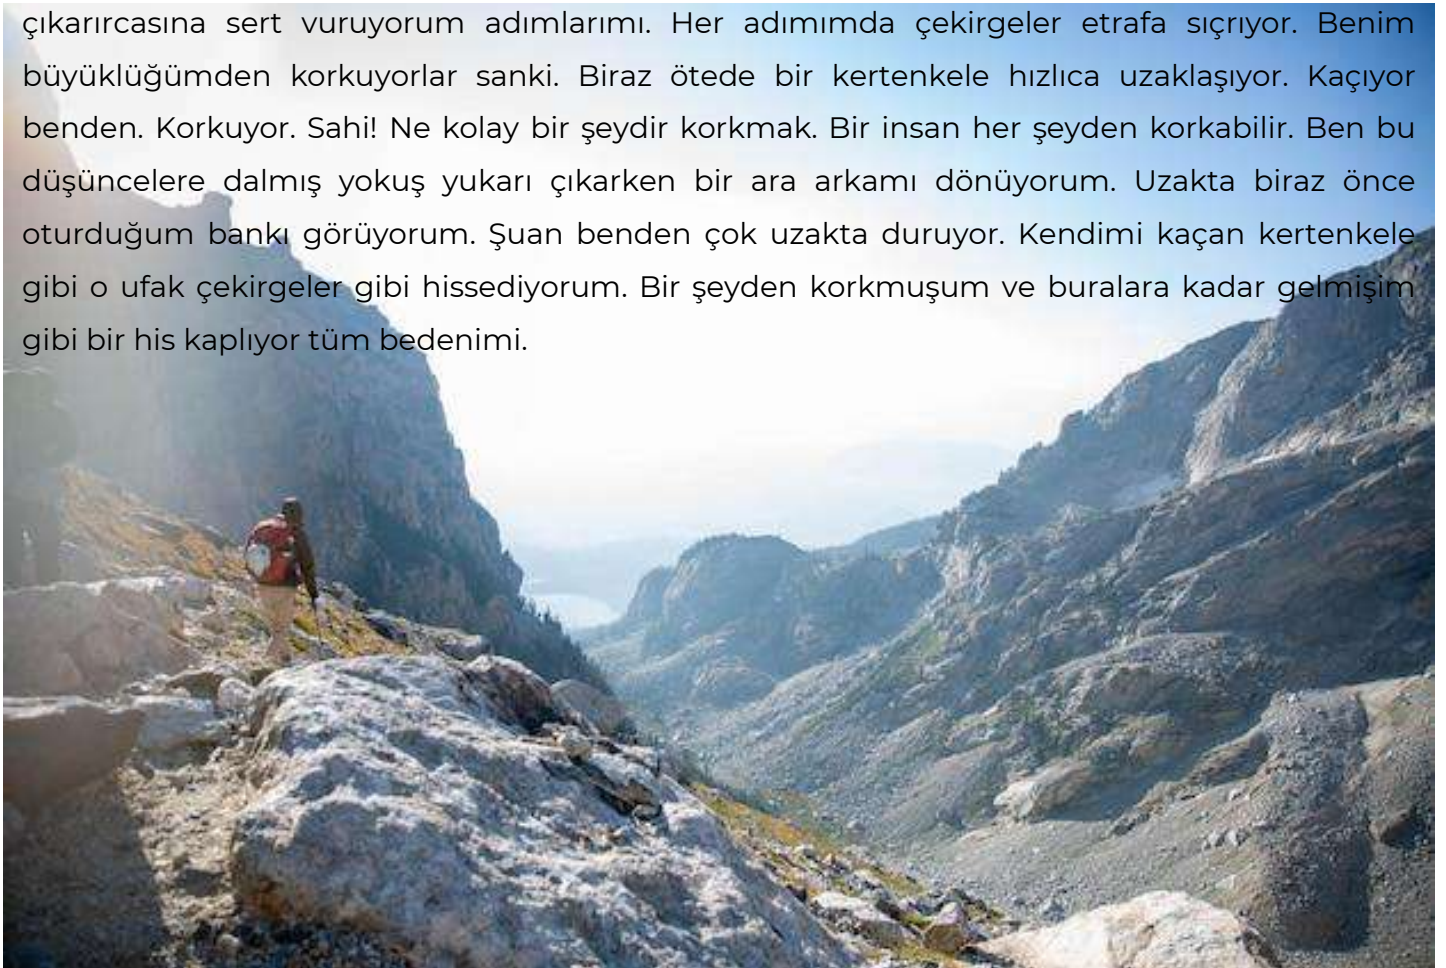 çıkarırcasına sert vuruyorum adımlarımı. Her adımımda çekirgeler etrafa sıçrıyor. Benim
büyüklüğümden korkuyorlar sanki. Biraz ötede bir kertenkele hızlıca uzaklaşıyor. Kaçıyor
benden. Korkuyor. Sahi! Ne kolay bir şeydir korkmak. Bir insan her şeyden korkabilir. Ben bu
düşüncelere dalmış yokuş yukarı çıkarken bir ara arkamı dönüyorum. Uzakta biraz önce
oturduğum bankı görüyorum. Şuan benden çok uzakta duruyor. Kendimi kaçan kertenkele
gibi o ufak çekirgeler gibi hissediyorum. Bir şeyden korkmuşum ve buralara kadar gelmişim
gibi bir his kaplıyor tüm bedenimi.